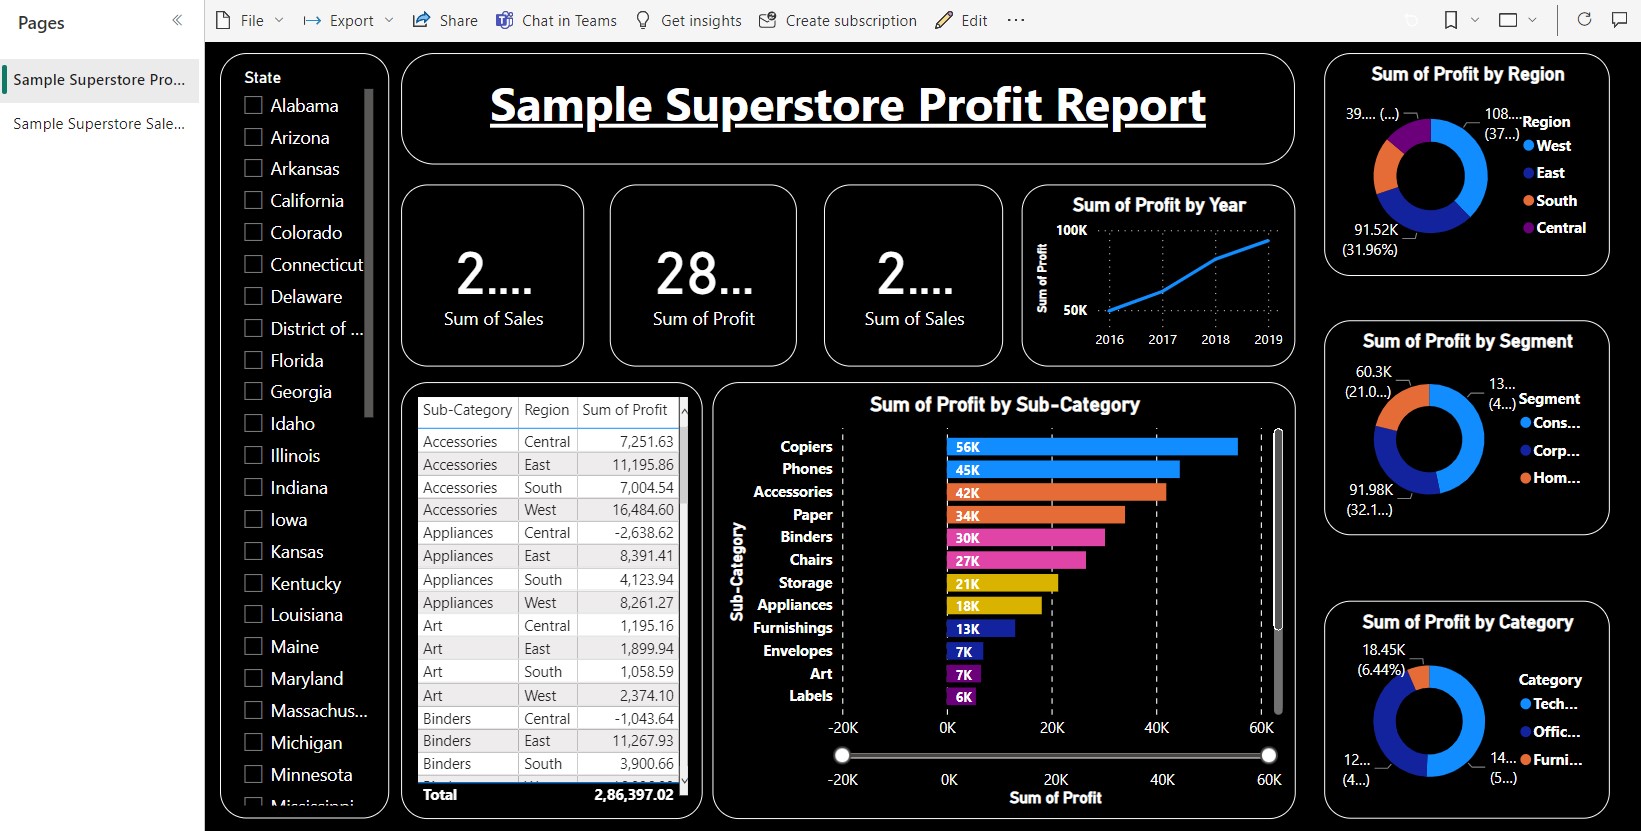 Pages
Sample Superstore Pro...
Sample Superstore Sale...
File
Export
Share
Chat in Teams
Get insights
Create subscription
Edit
State
Alabama
Arizona
Arkansas
California
Colorado
Connecticut
Delaware
District of ...
Florida
Georgia
Idaho
Illinois
Indiana
Iowa
Kansas
Kentucky
Louisiana
Maine
Maryland
Massachus...
Michigan
Minnesota
Sample Superstore Profit Report
2....
Sum of Sales
28...
Sum of Profit
2....
Sum of Sales
Sum of Profit by Year
Sum of Profit
100K
50K
2016 2017 2018 2019
Sub-Category Region Sum of Profit
Accessories Central 7,251.63
Accessories East 11,195.86
Accessories South 7,004.54
Accessories West 16,484.60
Appliances Central -2,638.62
Appliances East 8,391.41
Appliances South 4,123.94
Appliances West 8,261.27
Art Central 1,195.16
Art East 1,899.94
Art South 1,058.59
Art West 2,374.10
Binders Central -1,043.64
Binders East 11,267.93
Binders South 3,900.66
Total 2,86,397.02
Sum of Profit by Sub-Category
Sub-Category
Copiers 56K
Phones 45K
Accessories 42K
Paper 34K
Binders 30K
Chairs 27K
Storage 21K
Appliances 18K
Furnishings 13K
Envelopes 7K
Art 7K
Labels 6K
-20K 0K 20K 40K 60K
-20K 0K 20K 40K 60K
Sum of Profit
Sum of Profit by Region
39.... (...)
108....
(37...)
91.52K
(31.96%)
Region
West
East
South
Central
Sum of Profit by Segment
60.3K
(21.0...)
13...
(4...)
91.98K
(32.1...)
Segment
Cons...
Corp...
Hom...
Sum of Profit by Category
18.45K
(6.44%)
12...
(4...)
14...
(5...)
Category
Tech...
Offic...
Furni...